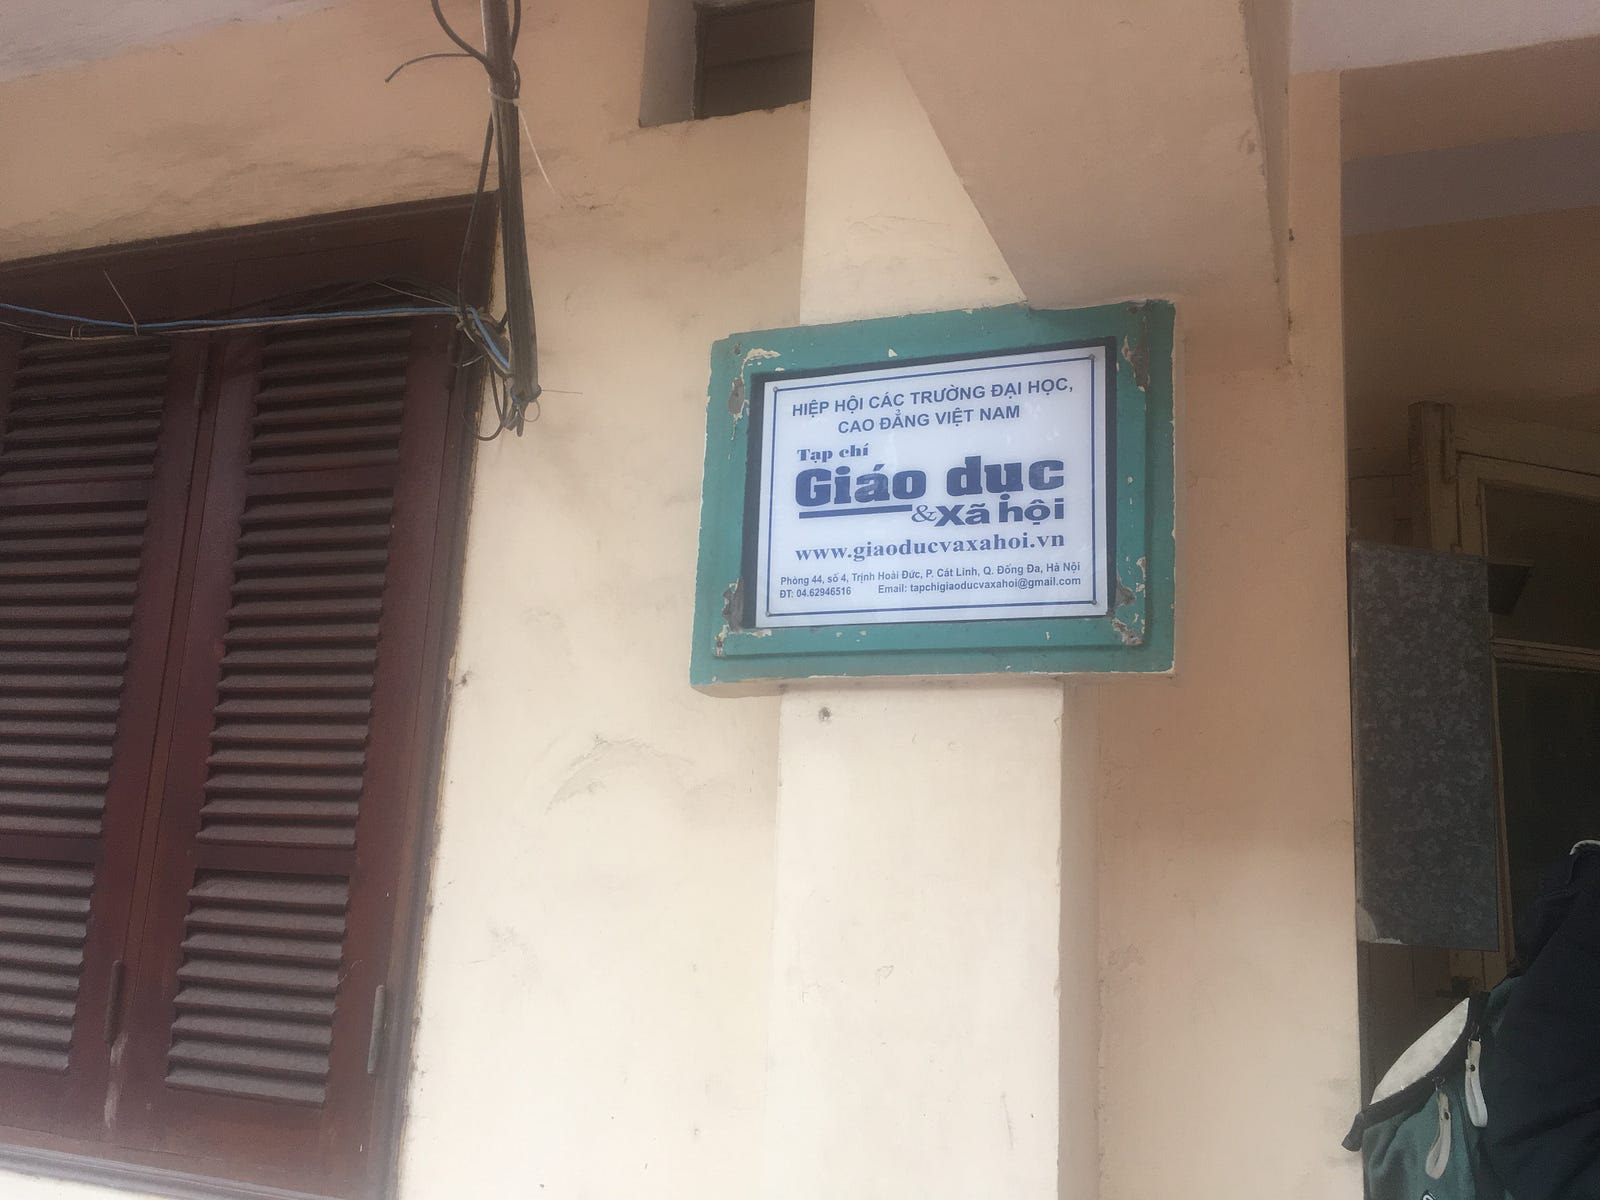 HIỆP HỘI CÁC TRƯỜNG ĐẠI HỌC,
CAO ĐẲNG VIỆT NAM
Tạp chí
Giáo dục
&Xã hội
www.giaoducvaxahoi.vn
Phòng 44, số 4, Trịnh Hoài Đức, P. Cát Linh, Q. Đống Đa, Hà Nội
ĐT: 04.62946516 Email: tapchigiaoducvaxahoi@gmail.com